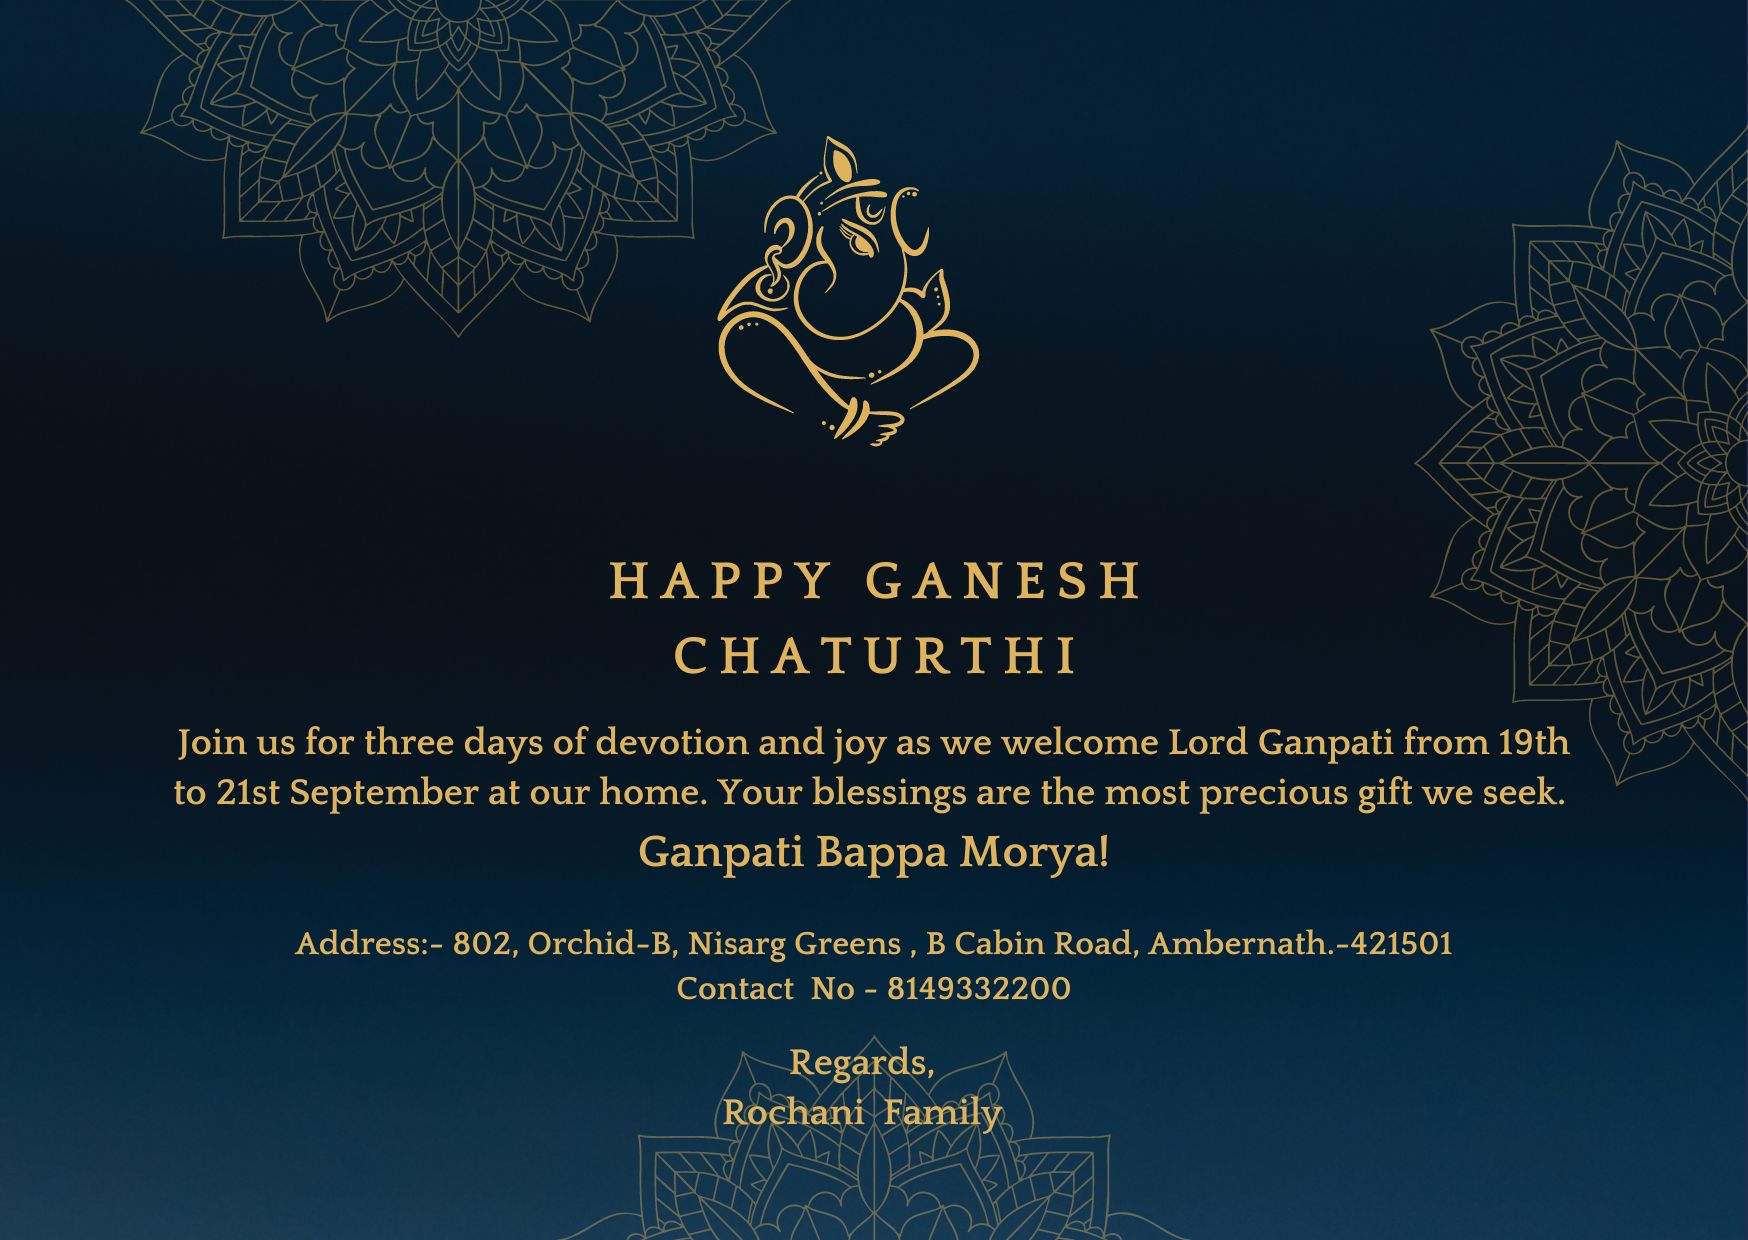 HAPPY GANESH
CHATURTHI
Join us for three days of devotion and joy as we welcome Lord Ganpati from 19th
to 21st September at our home. Your blessings are the most precious gift we seek.
Ganpati Bappa Morya!
Address:- 802, Orchid-B, Nisarg Greens , B Cabin Road, Ambernath.-421501
Contact  No - 8149332200
Regards,
Rochani  Family